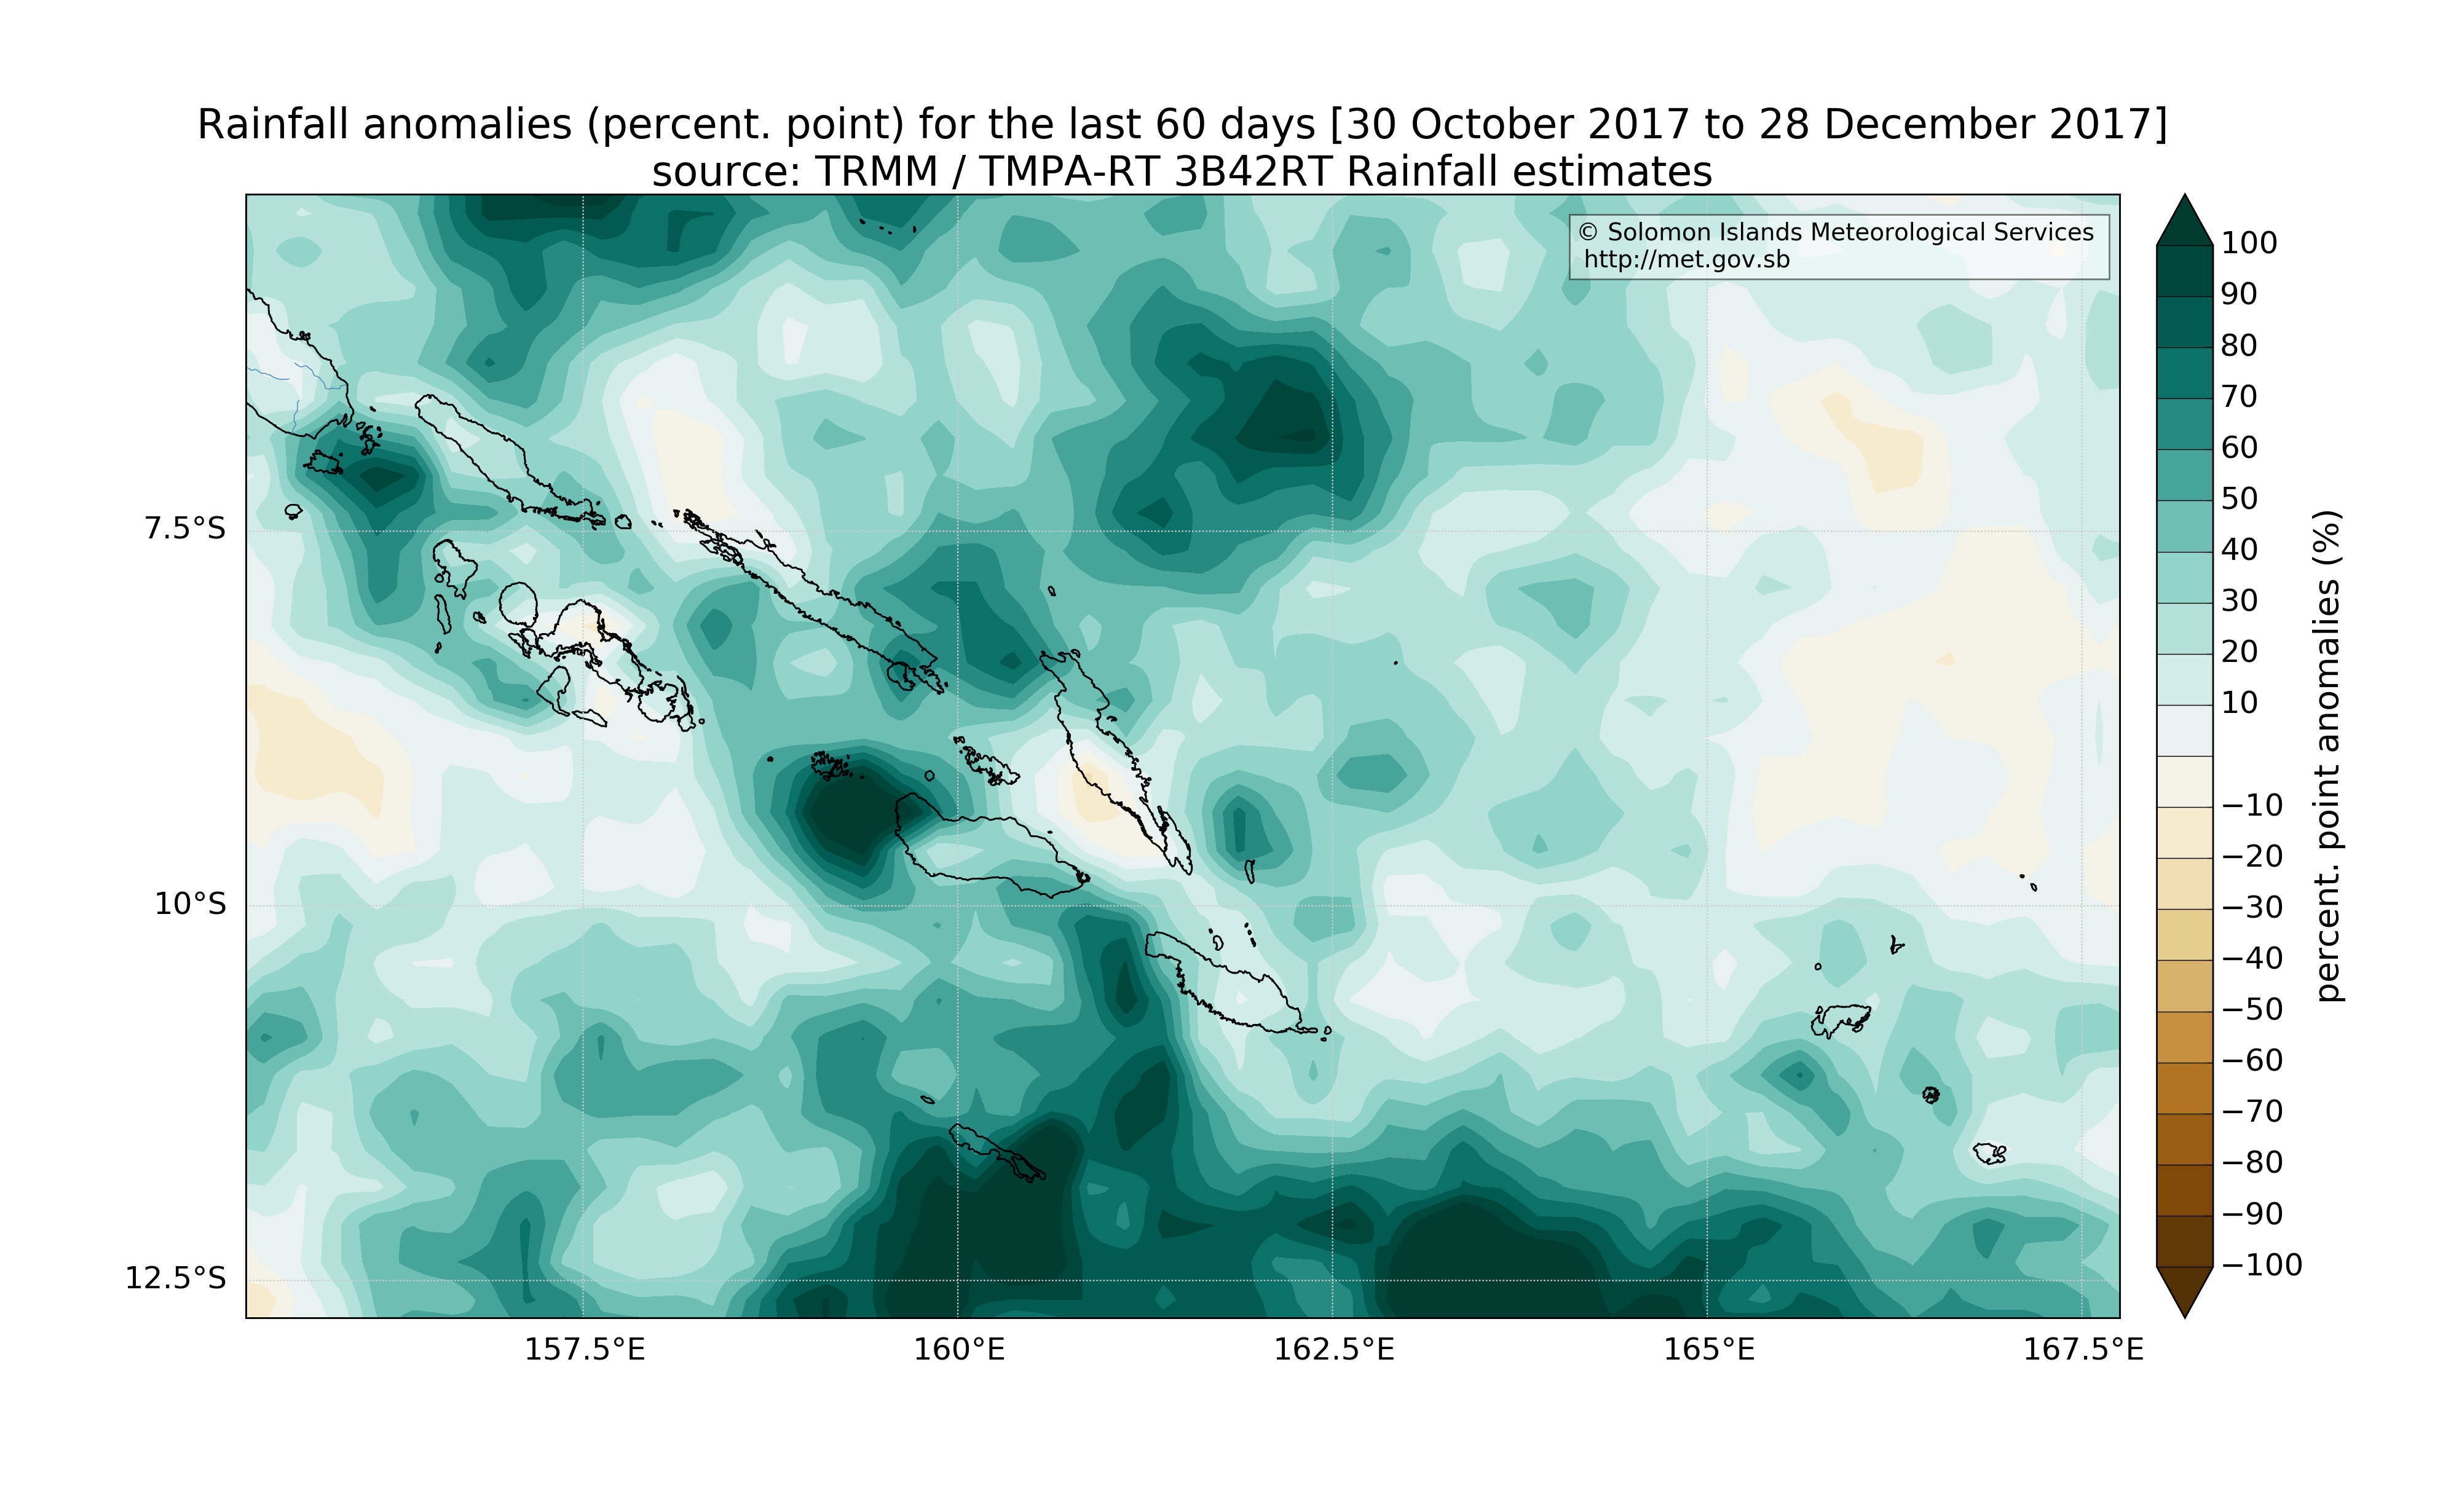 Rainfall anomalies (percent. point) for the last 60 days [30 October 2017 to 28 December 2017]
source: TRMM / TMPA-RT 3B42RT Rainfall estimates
© Solomon Islands Meteorological Services
http://met.gov.sb
7.5°S
10°S
12.5°S
157.5°E
160°E
162.5°E
165°E
167.5°E
100
90
80
70
60
50
40
30
20
10
−10
−20
−30
−40
−50
−60
−70
−80
−90
−100
percent. point anomalies (%)